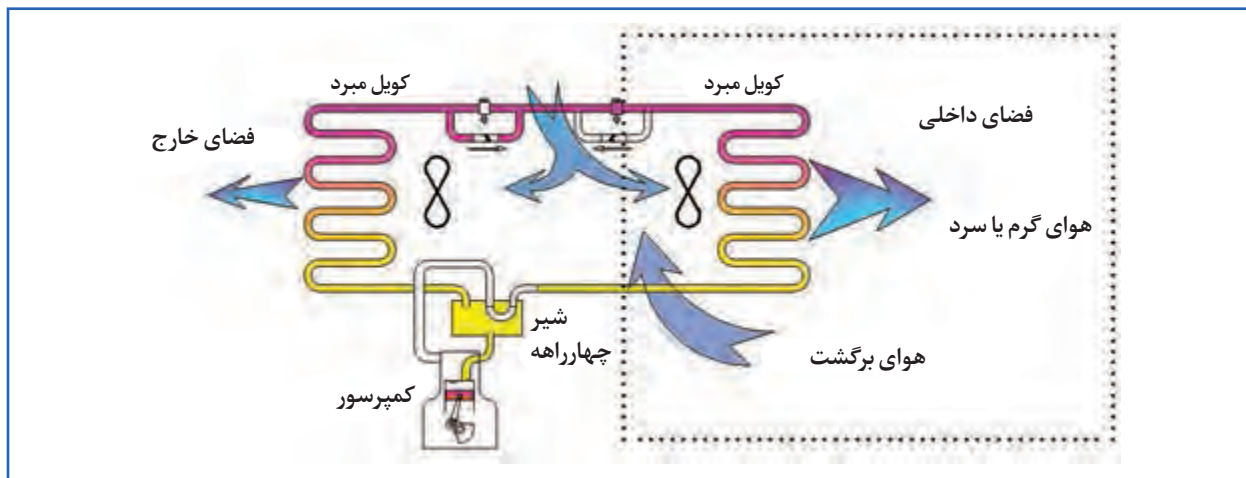 کویل مبرد
کویل مبرد
فضای داخلی
فضای خارج
هوای گرم یا سرد
شیر
چهارراهه
هوای برگشت
کمپرسور